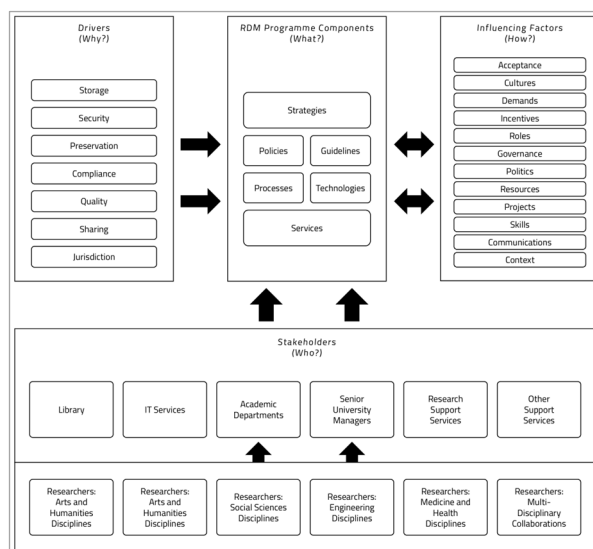 Drivers
(Why?)
Storage
Security
Preservation
Compliance
Quality
Sharing
Jurisdiction
RDM Programme Components
(What?)
Strategies
Policies
Guidelines
Processes
Technologies
Services
Influencing Factors
(How?)
Acceptance
Cultures
Demands
Incentives
Roles
Governance
Politics
Resources
Projects
Skills
Communications
Context
Stakeholders
(Who?)
Library
IT Services
Academic
Departments
Senior
University
Managers
Research
Support
Services
Other
Support
Services
Researchers:
Arts and
Humanities
Disciplines
Researchers:
Arts and
Humanities
Disciplines
Researchers:
Social Sciences
Disciplines
Researchers:
Engineering
Disciplines
Researchers:
Medicine and
Health
Disciplines
Researchers:
Multi-
Disciplinary
Collaborations